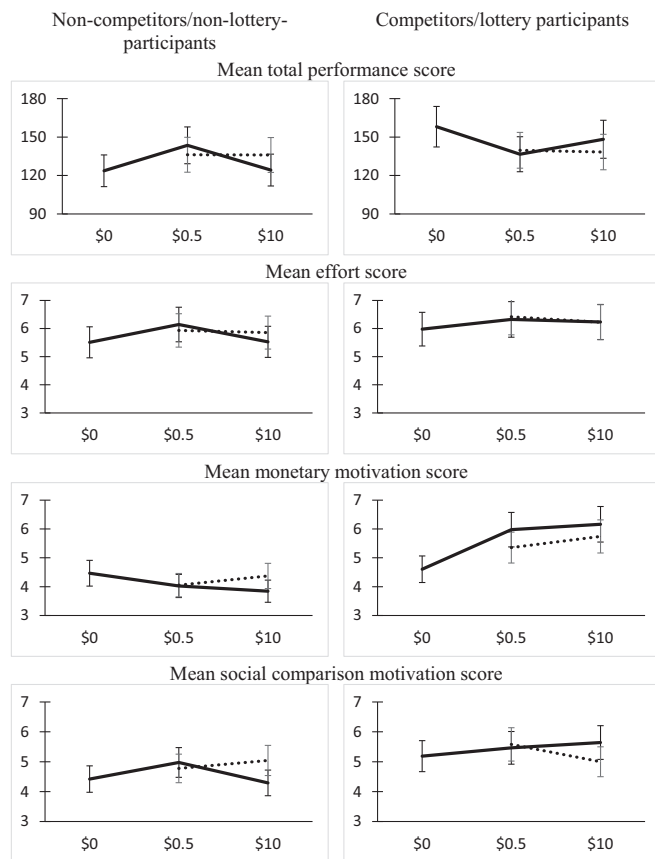 Non-competitors/non-lottery-
participants
Competitors/lottery participants
Mean total performance score
180
150
120
90
$0 $0.5 $10
180
150
120
90
$0 $0.5 $10
Mean effort score
7
6
5
4
3
$0 $0.5 $10
7
6
5
4
3
$0 $0.5 $10
Mean monetary motivation score
7
6
5
4
3
$0 $0.5 $10
7
6
5
4
3
$0 $0.5 $10
Mean social comparison motivation score
7
6
5
4
3
$0 $0.5 $10
7
6
5
4
3
$0 $0.5 $10